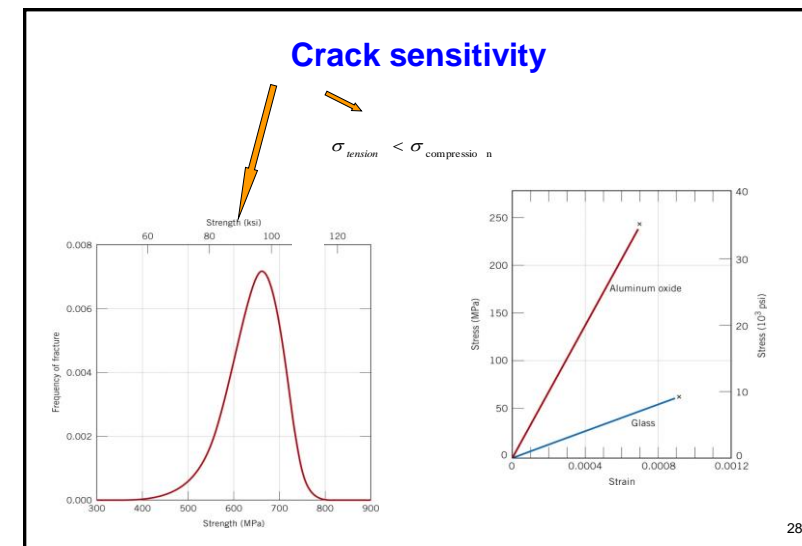 Crack sensitivity
σ tension < σ compressio n
Strength (ksi)
60 80 100 120
0.008
0.006
0.004
0.002
0.000
Frequency of fracture
300 400 500 600 700 800 900
Strength (MPa)
250
200
150
100
50
0
Stress (MPa)
Aluminum oxide
Glass
40
30
20
10
0
Stress (10³ psi)
0 0.0004 0.0008 0.0012
Strain
28